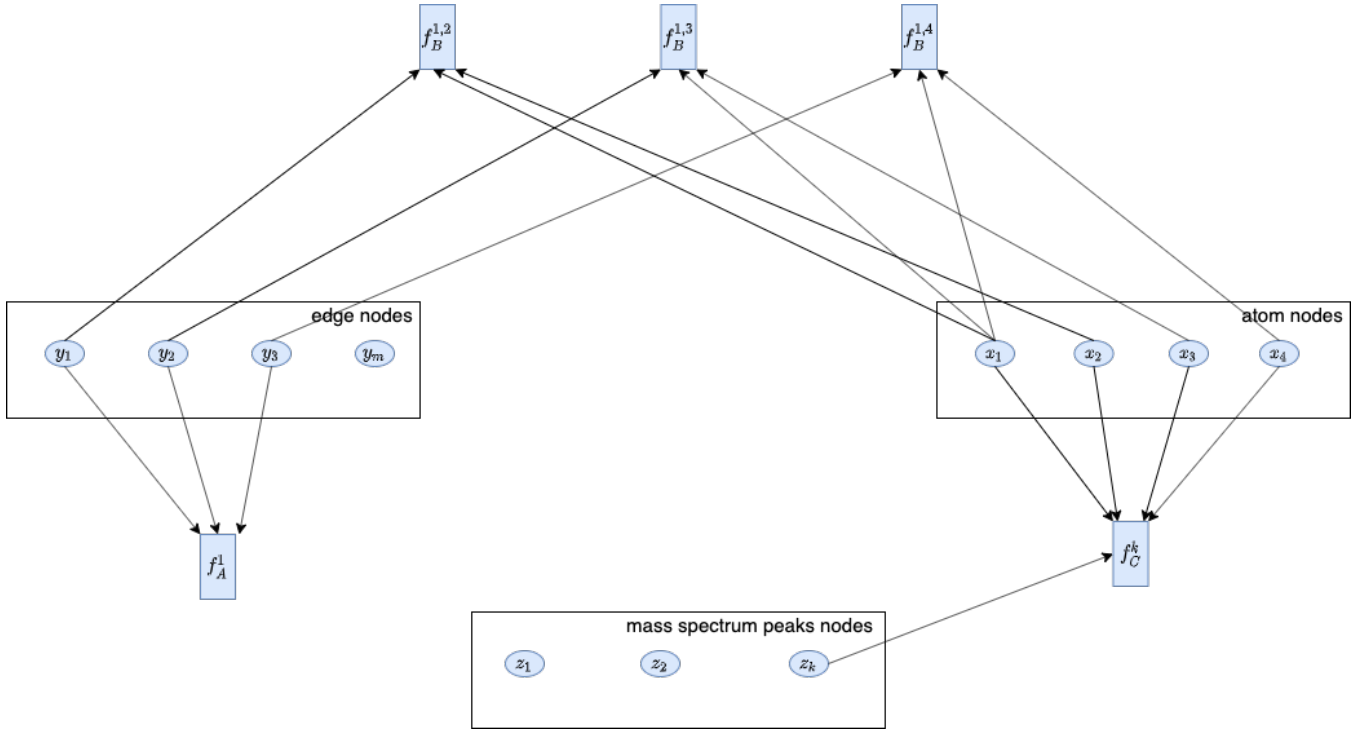 $f_B^{1,2}$
$f_B^{1,3}$
$f_B^{1,4}$
edge nodes
$y_1$ $y_2$ $y_3$ $y_m$
atom nodes
$x_1$ $x_2$ $x_3$ $x_4$
$f_A^1$
$f_C^k$
mass spectrum peaks nodes
$z_1$ $z_2$ $z_k$